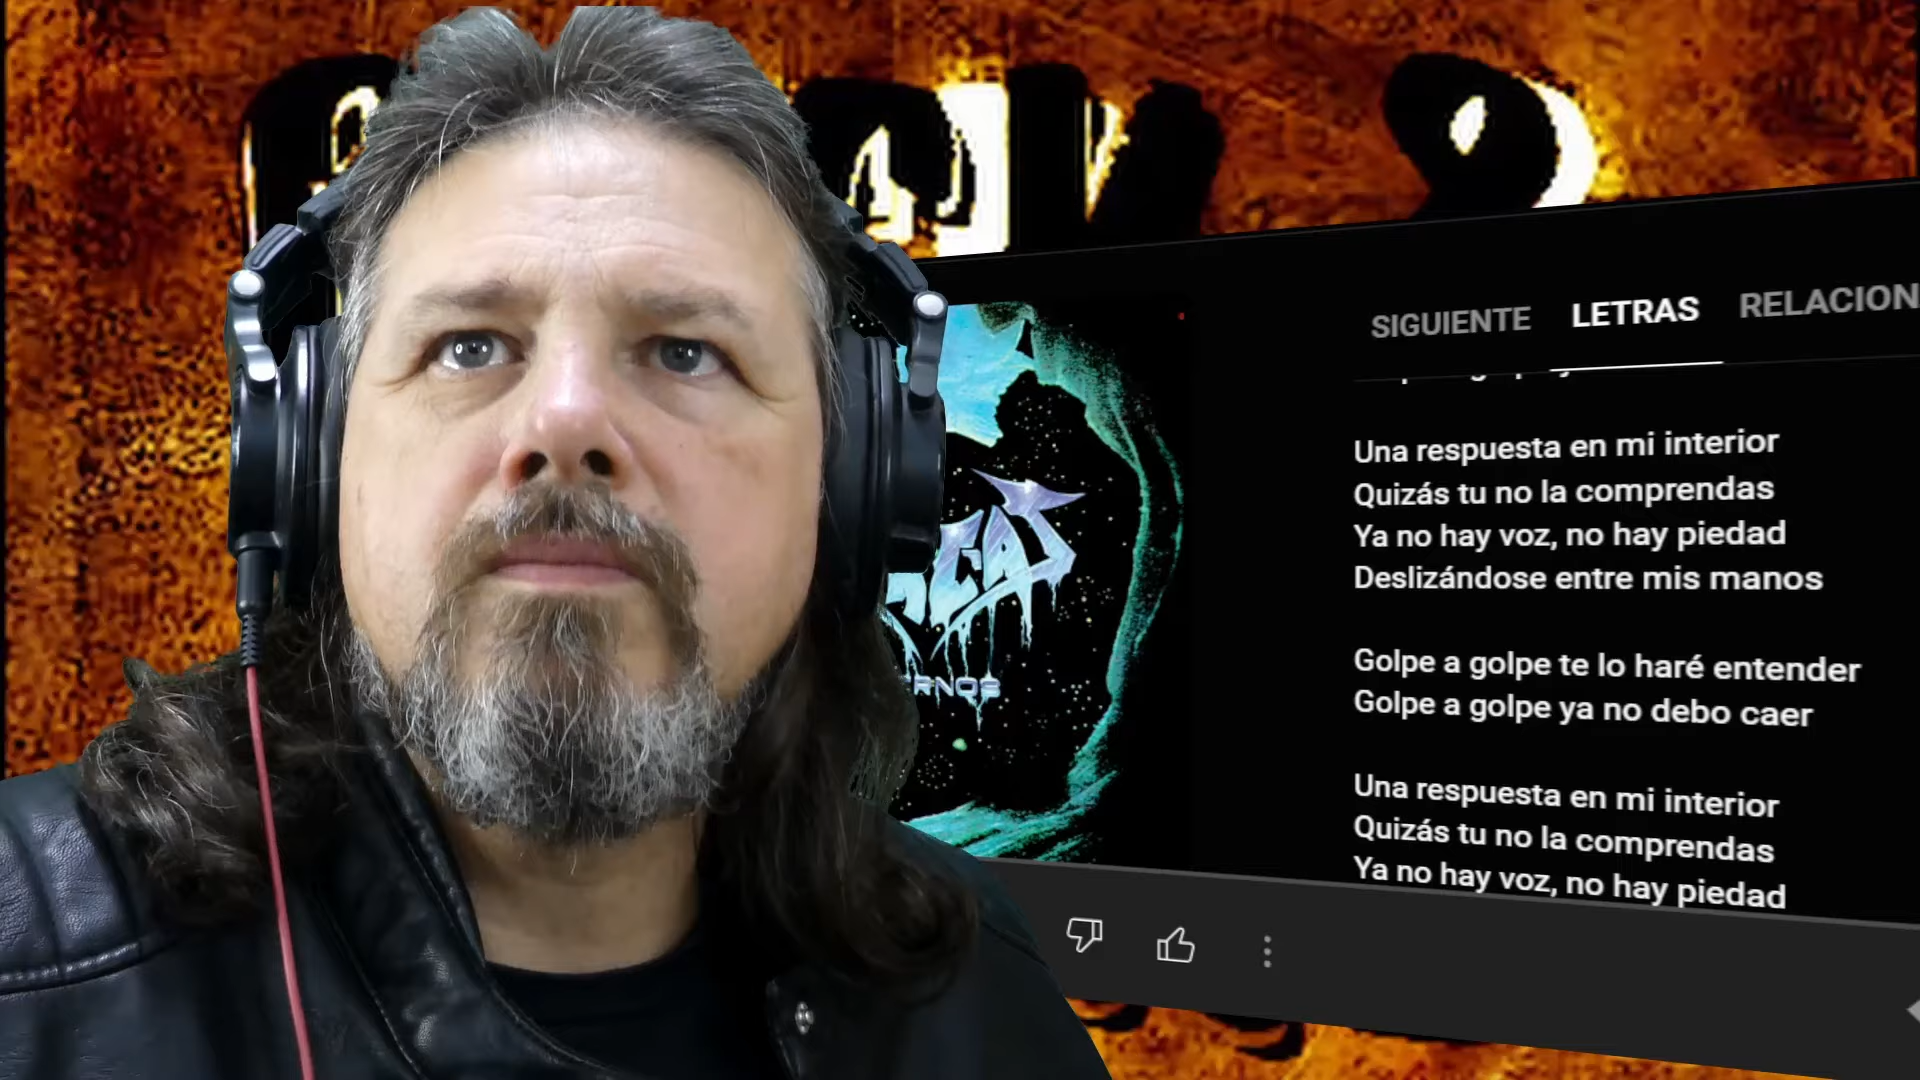 SIGUIENTE
LETRAS
RELACION
Una respuesta en mi interior
Quizás tu no la comprendas
Ya no hay voz, no hay piedad
Deslizándose entre mis manos
Golpe a golpe te lo haré entender
Golpe a golpe ya no debo caer
Una respuesta en mi interior
Quizás tu no la comprendas
Ya no hay voz, no hay piedad